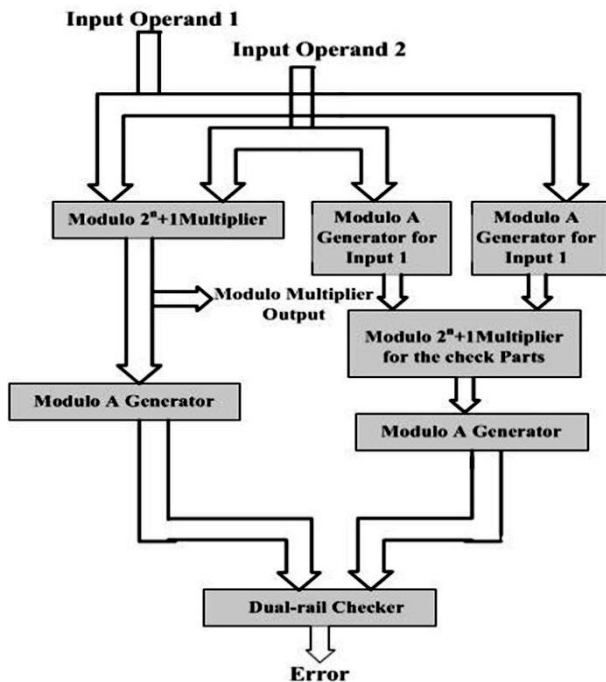 Input Operand 1
Input Operand 2
Modulo 2ⁿ+1Multiplier
Modulo A
Generator for
Input 1
Modulo A
Generator for
Input 1
Modulo Multiplier
Output
Modulo 2ⁿ+1Multiplier
for the check Parts
Modulo A Generator
Modulo A Generator
Dual-rail Checker
Error